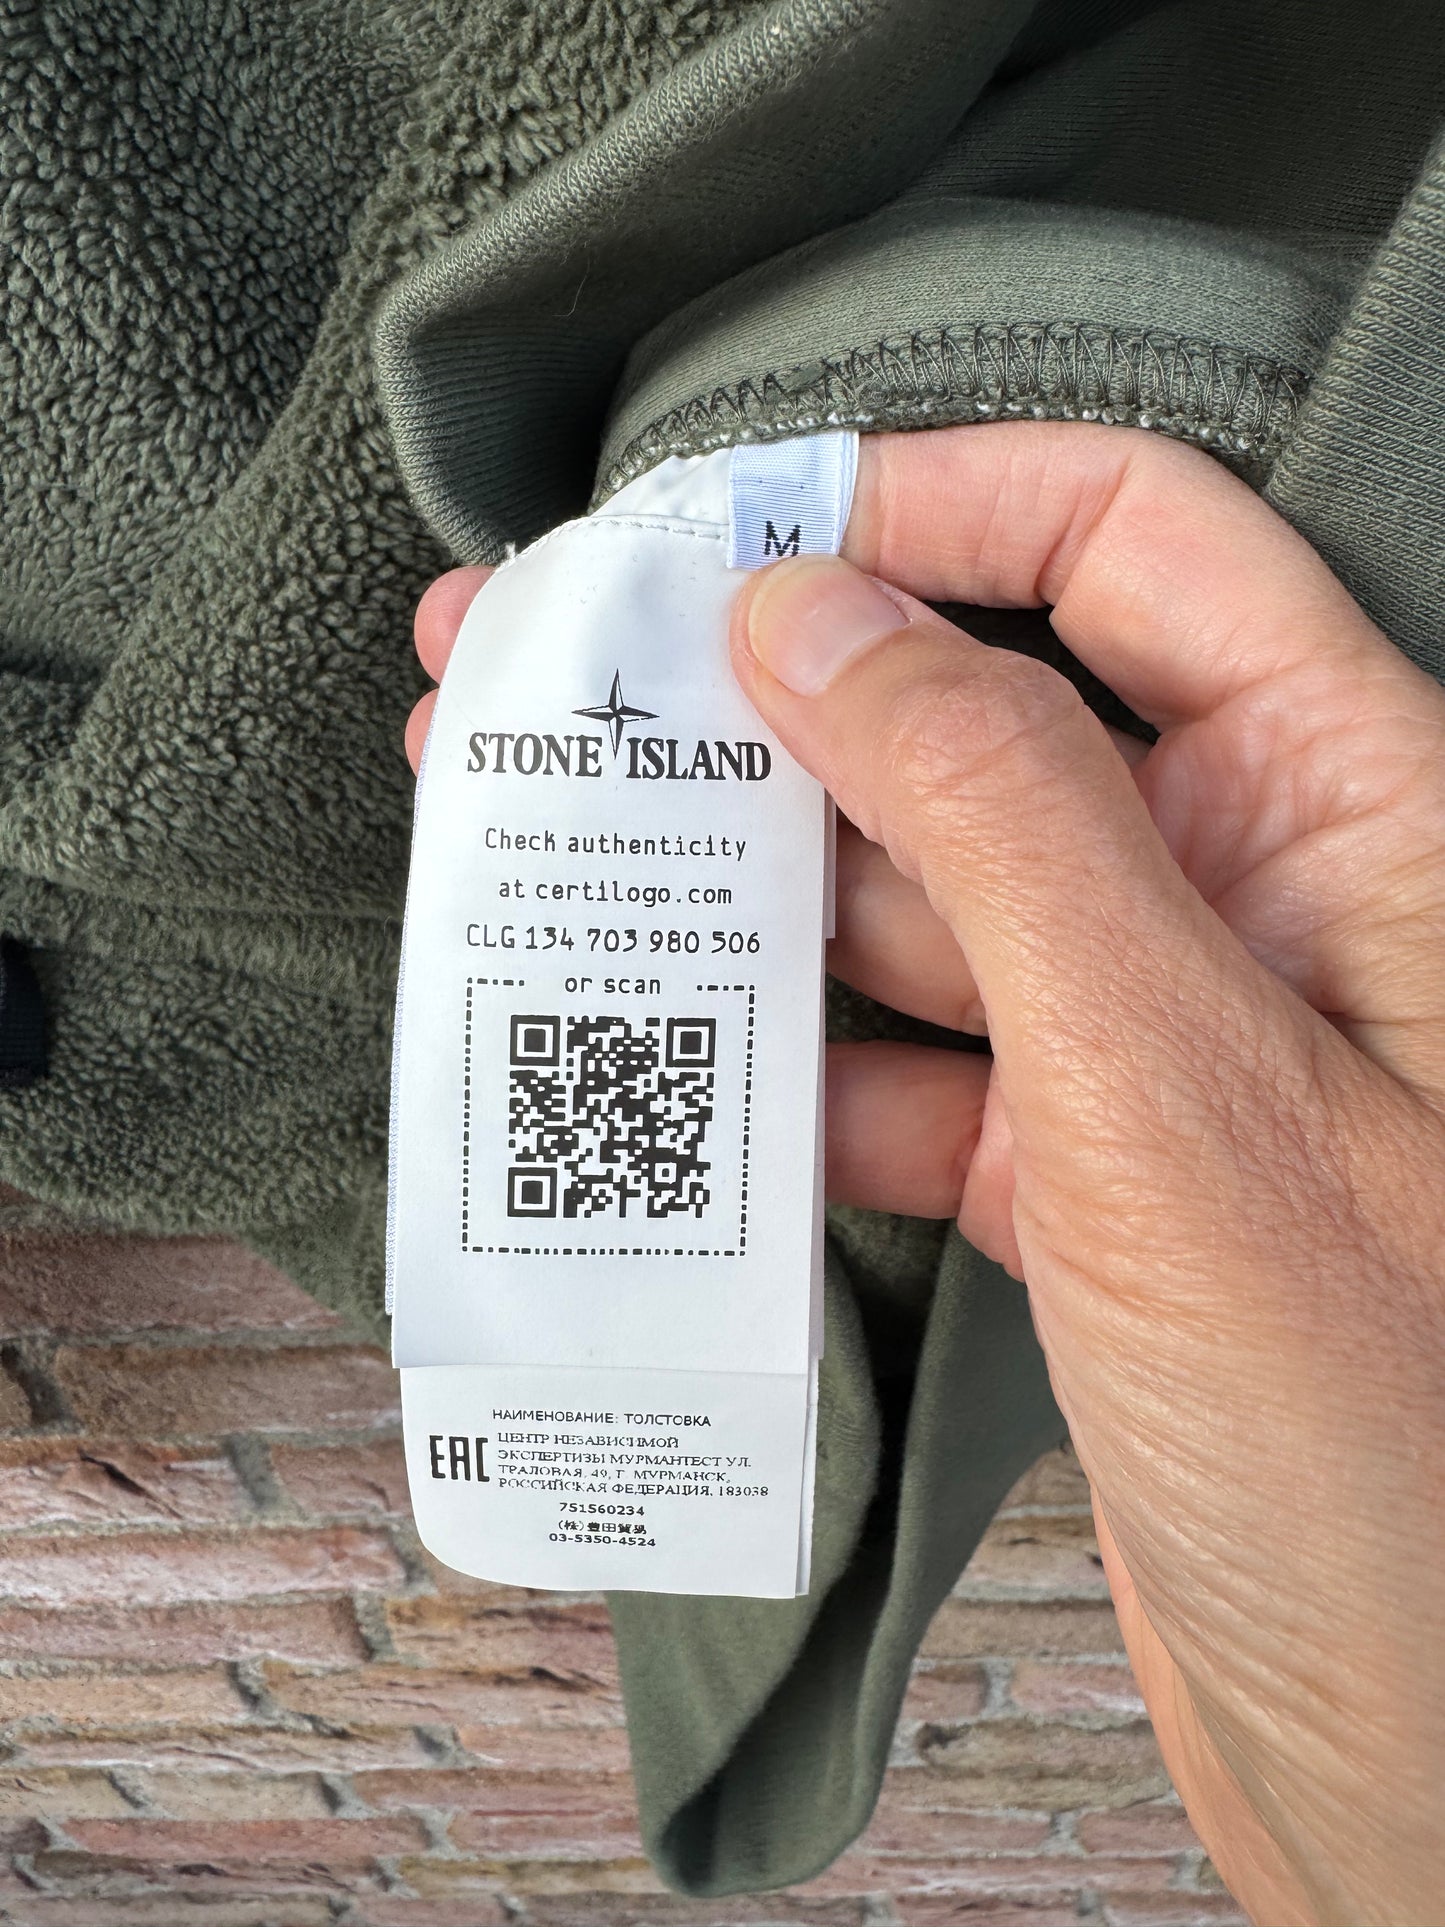 M
STONE ISLAND
Check authenticity
at certilogo.com
CLG 134 703 980 506
or scan
НАИМЕНОВАНИЕ: ТОЛСТОВКА
EAC
ЦЕНТР НЕЗАВИСИМОЙ
ЭКСПЕРТИЗЫ МУРМАНТЕСТ УЛ.
ТРАЛОВАЯ, 49, Г. МУРМАНСК,
РОССИЙСКАЯ ФЕДЕРАЦИЯ, 183038
751560234
(株)豊田貿易
03-5350-4524